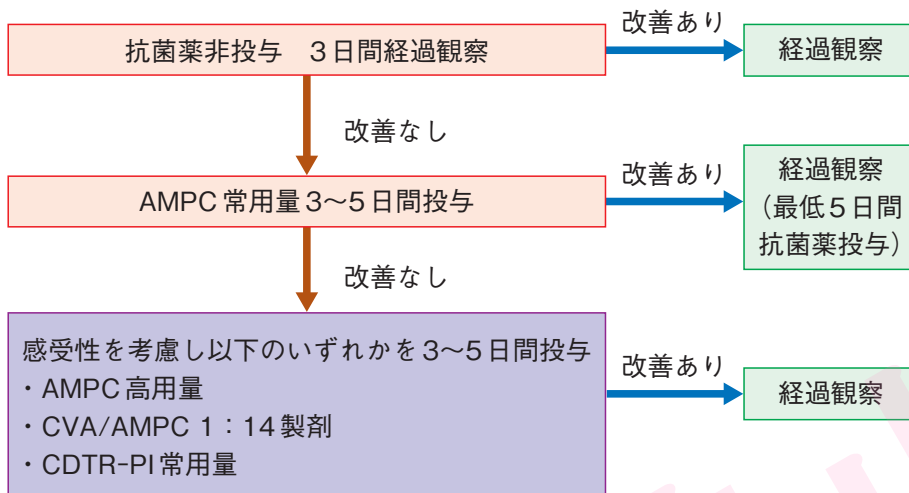 抗菌薬非投与　3日間経過観察
改善あり
経過観察
改善なし
AMPC常用量3〜5日間投与
改善あり
経過観察
（最低5日間
抗菌薬投与）
改善なし
感受性を考慮し以下のいずれかを3〜5日間投与
・AMPC高用量
・CVA/AMPC 1：14製剤
・CDTR-PI常用量
改善あり
経過観察